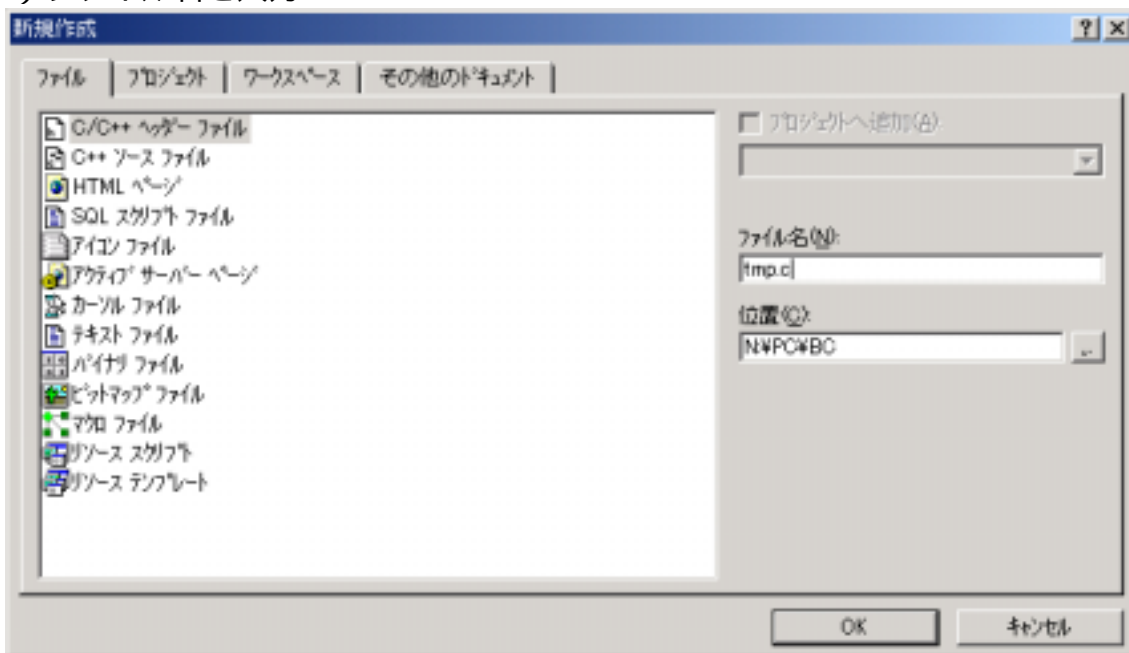 新規作成
ファイル プロジェクト ワークスペース その他のドキュメント
C/C++ ヘッダー ファイル
C++ ソース ファイル
HTML ページ
SQL スクリプト ファイル
アイコン ファイル
アクティブ サーバー ページ
カーソル ファイル
テキスト ファイル
バイナリ ファイル
ビットマップ ファイル
マクロ ファイル
リソース スクリプト
リソース テンプレート
プロジェクトへ追加(A)
ファイル名(N):
tmp.c
位置(C):
N:¥PC¥BC
...
OK キャンセル